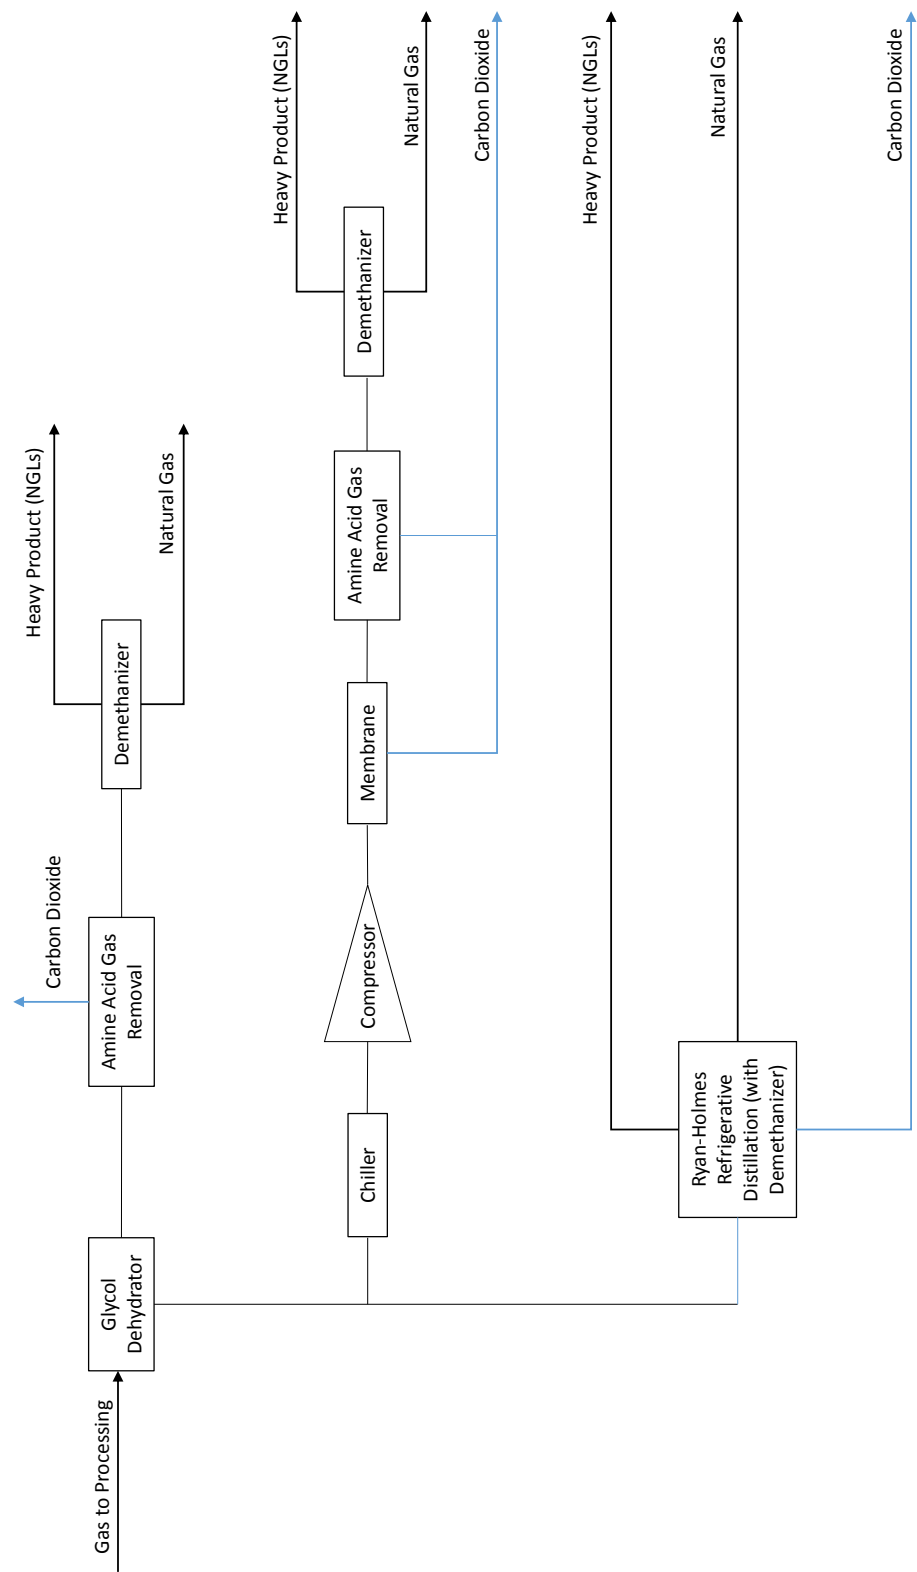 Gas to Processing
Glycol
Dehydrator
Amine Acid Gas
Removal
Carbon Dioxide
Demethanizer
Heavy Product (NGLs)
Natural Gas
Chiller
Compressor
Membrane
Amine Acid Gas
Removal
Demethanizer
Heavy Product (NGLs)
Natural Gas
Carbon Dioxide
Ryan-Holmes
Refrigerative
Distillation (with
Demethanizer)
Heavy Product (NGLs)
Natural Gas
Carbon Dioxide